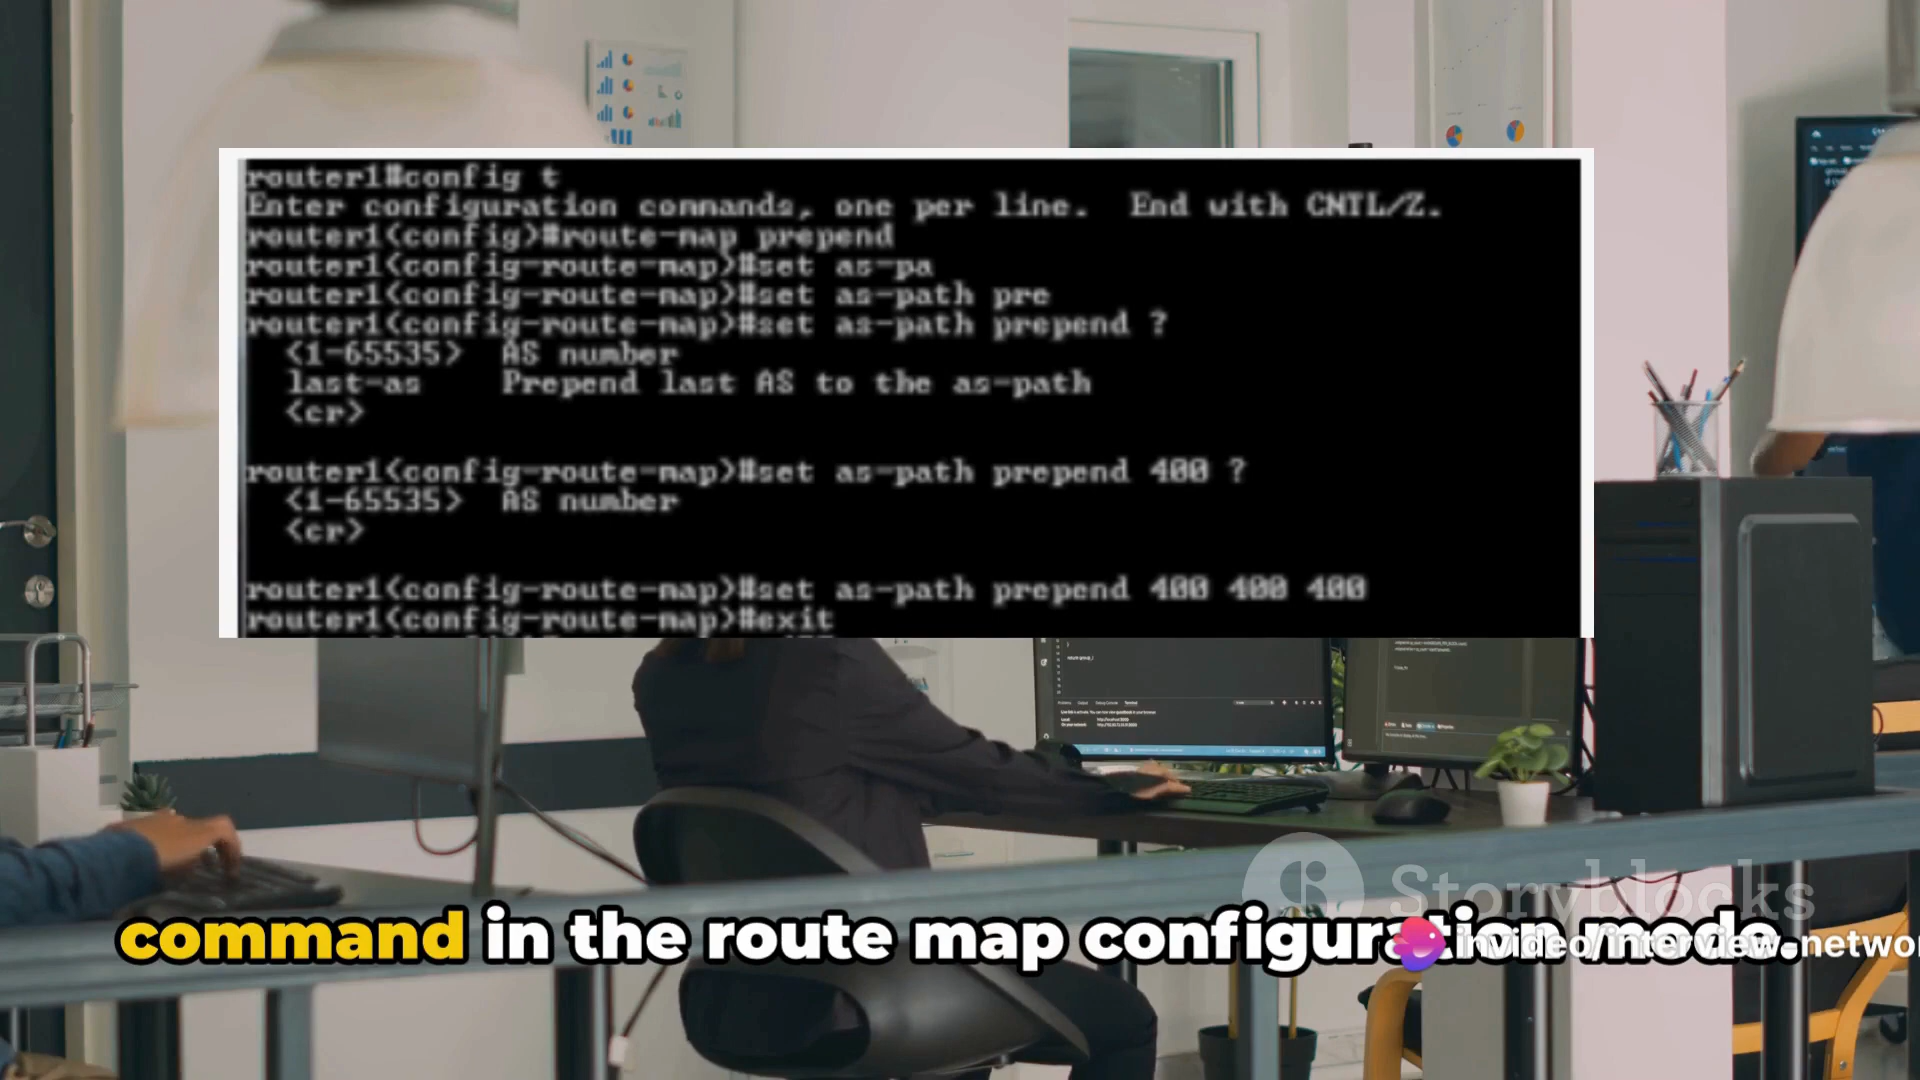 router1#config t
Enter configuration commands, one per line.  End with CNTL/Z.
router1(config)#route-map prepend
router1(config-route-map)#set as-pa
router1(config-route-map)#set as-path pre
router1(config-route-map)#set as-path prepend ?
<1-65535>  AS number
last-as    Prepend last AS to the as-path
<cr>
router1(config-route-map)#set as-path prepend 400 ?
<1-65535>  AS number
<cr>
router1(config-route-map)#set as-path prepend 400 400 400
router1(config-route-map)#exit
Storyblocks
command in the route map configuration mode.
invideo/interview.networ